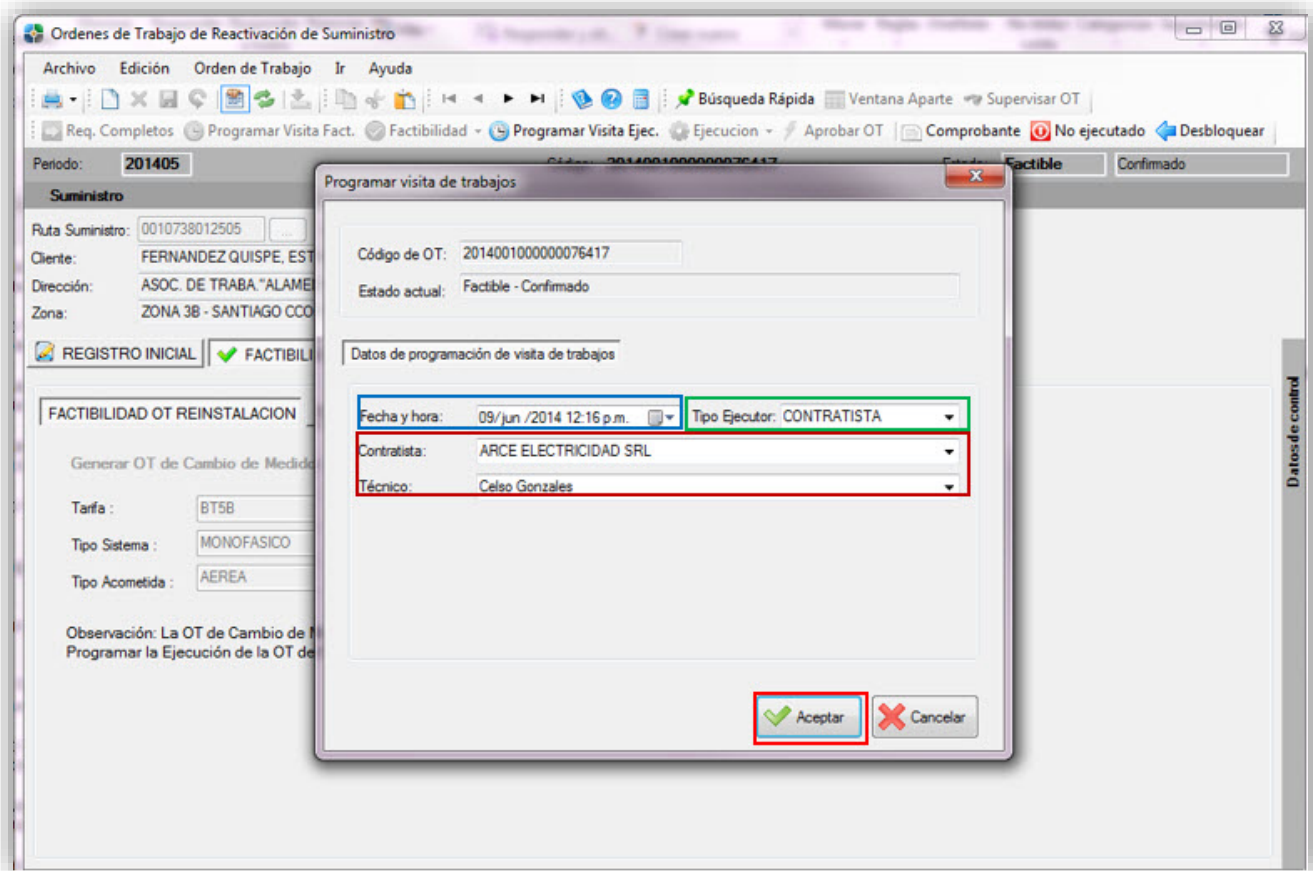 Ordenes de Trabajo de Reactivación de Suministro
Archivo Edición Orden de Trabajo Ir Ayuda
Búsqueda Rápida Ventana Aparte Supervisar OT
Req. Completos Programar Visita Fact. Factibilidad Programar Visita Ejec. Ejecucion Aprobar OT Comprobante No ejecutado Desbloquear
Periodo: 201405 Código: 2014001000000076417 Estado: Factible Confirmado
Suministro
Ruta Suministro: 0010738012505 ...
Cliente: FERNANDEZ QUISPE, EST
Dirección: ASOC. DE TRABA."ALAME
Zona: ZONA 3B - SANTIAGO CCO
REGISTRO INICIAL FACTIBILI
FACTIBILIDAD OT REINSTALACION
Generar OT de Cambio de Medido
Tarifa : BT5B
Tipo Sistema : MONOFASICO
Tipo Acometida : AEREA
Observación: La OT de Cambio de
Programar la Ejecución de la OT de
Programar visita de trabajos
Código de OT: 2014001000000076417
Estado actual: Factible - Confirmado
Datos de programación de visita de trabajos
Fecha y hora: 09/jun /2014 12:16 p.m. Tipo Ejecutor: CONTRATISTA
Contratista: ARCE ELECTRICIDAD SRL
Técnico: Celso Gonzales
Aceptar Cancelar
Datos de control